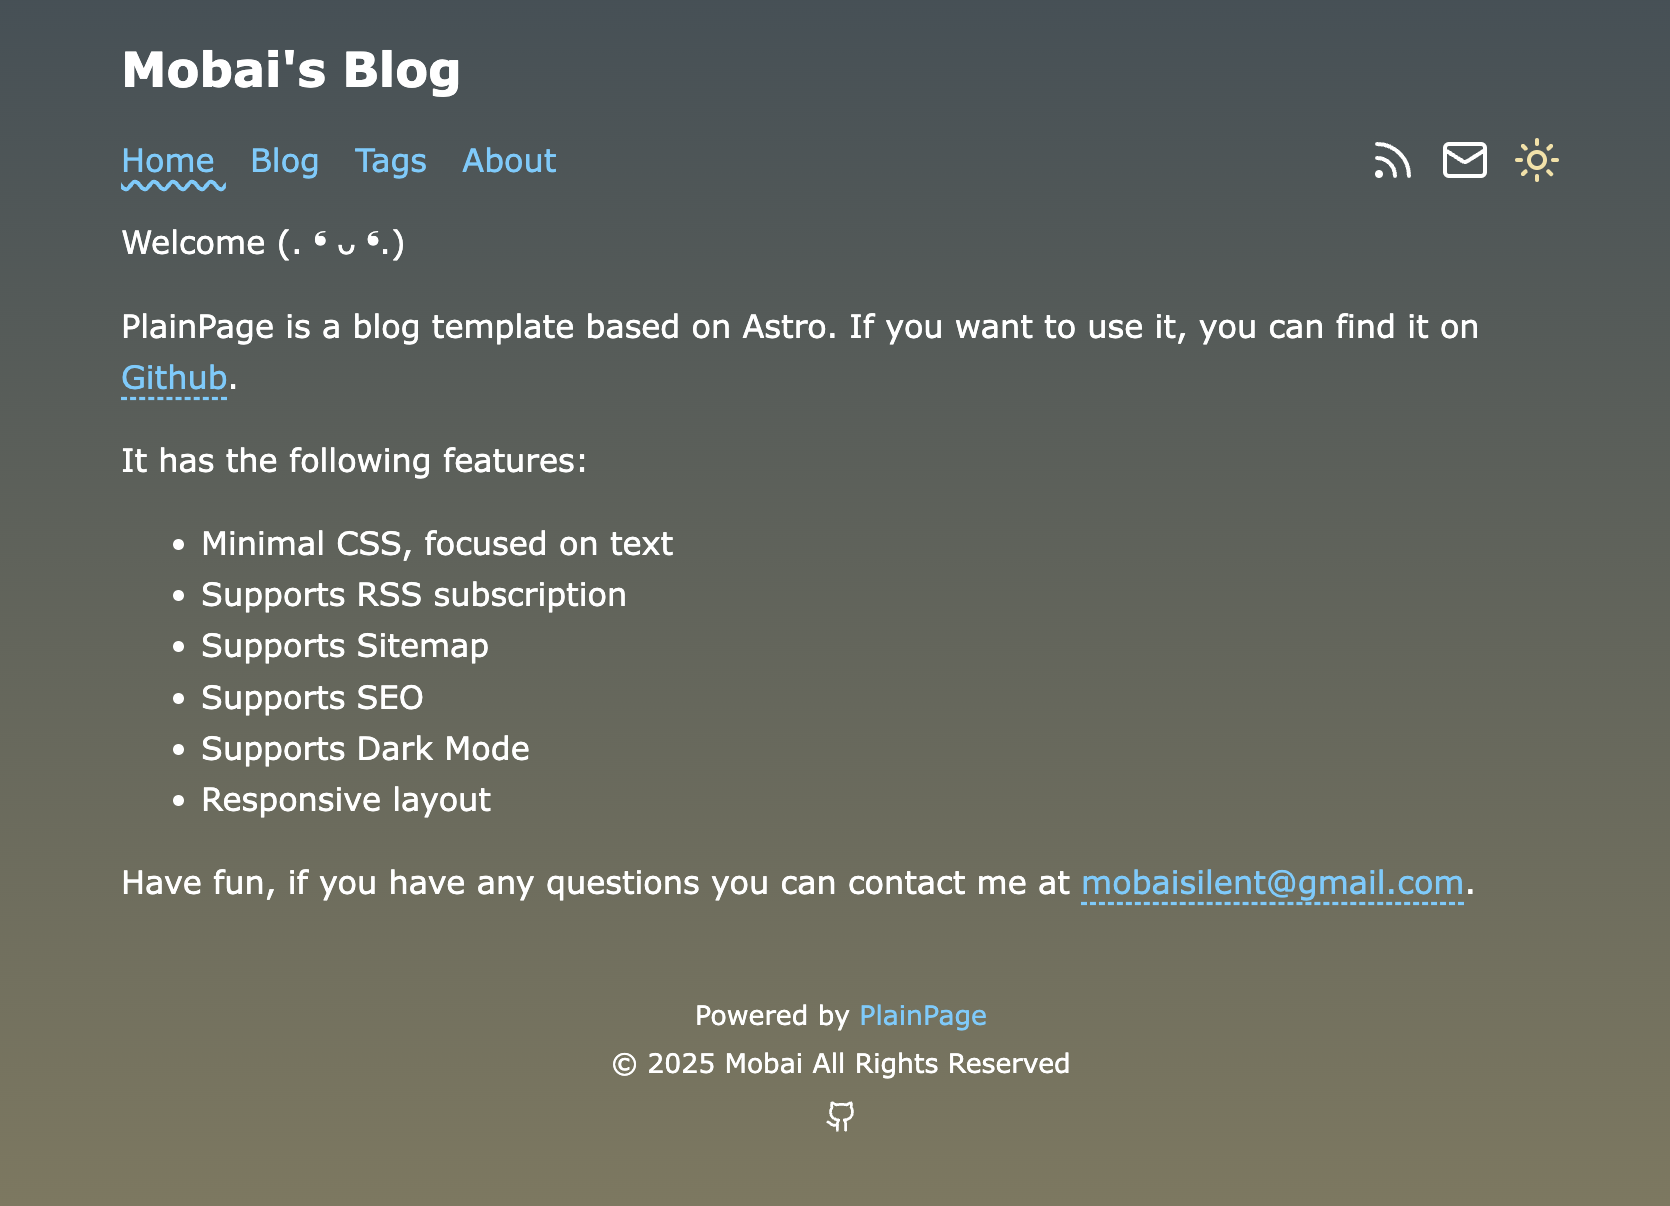 Mobai's Blog
Home Blog Tags About
Welcome (. ❛ ᴗ ❛.)
PlainPage is a blog template based on Astro. If you want to use it, you can find it on
Github.
It has the following features:
• Minimal CSS, focused on text
• Supports RSS subscription
• Supports Sitemap
• Supports SEO
• Supports Dark Mode
• Responsive layout
Have fun, if you have any questions you can contact me at mobaisilent@gmail.com.
Powered by PlainPage
© 2025 Mobai All Rights Reserved